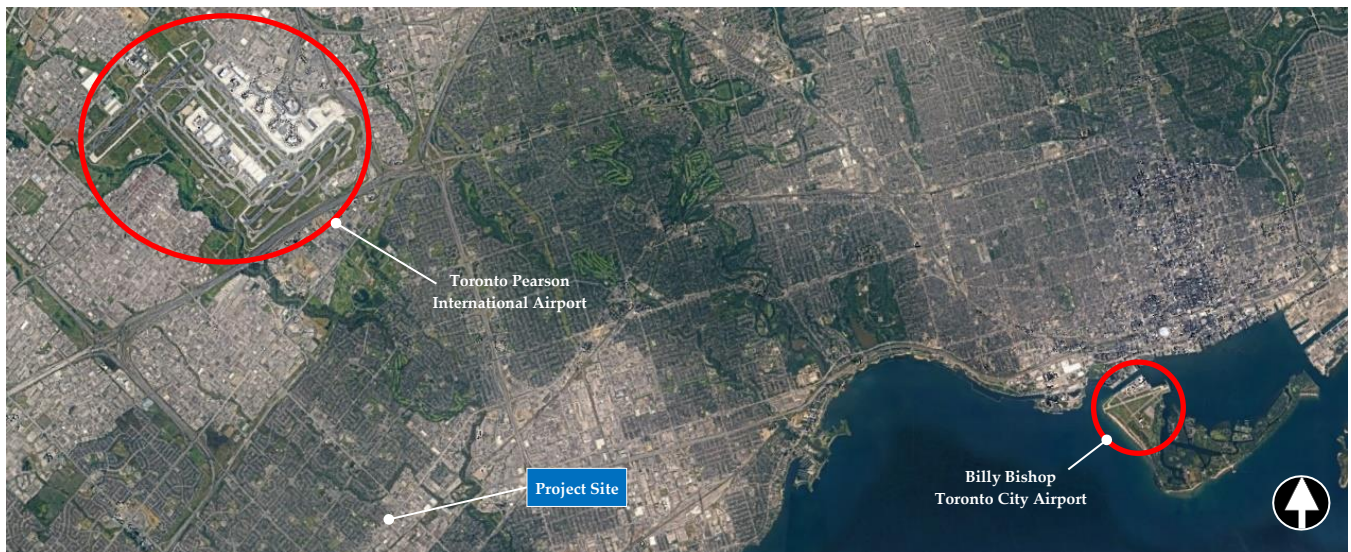 Toronto Pearson
International Airport
Project Site
Billy Bishop
Toronto City Airport